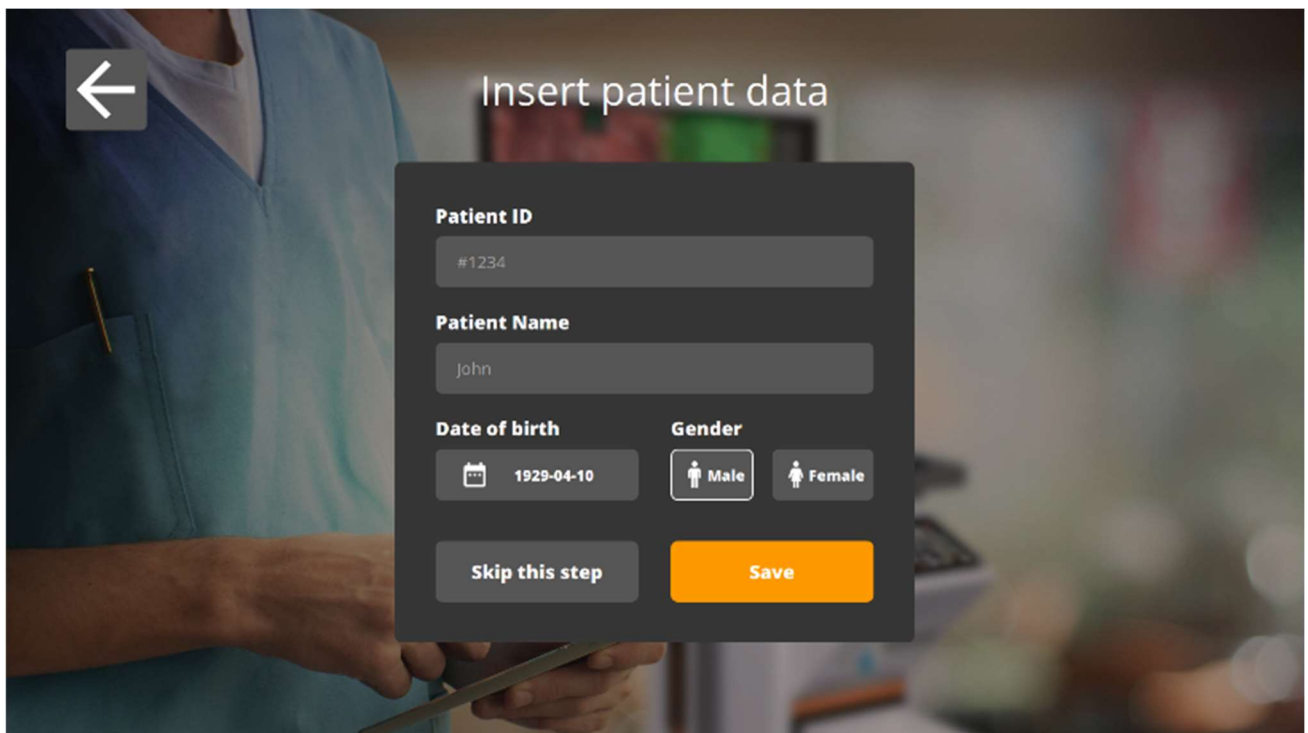 Insert patient data
Patient ID
#1234
Patient Name
John
Date of birth
Gender
1929-04-10
Male
Female
Skip this step
Save